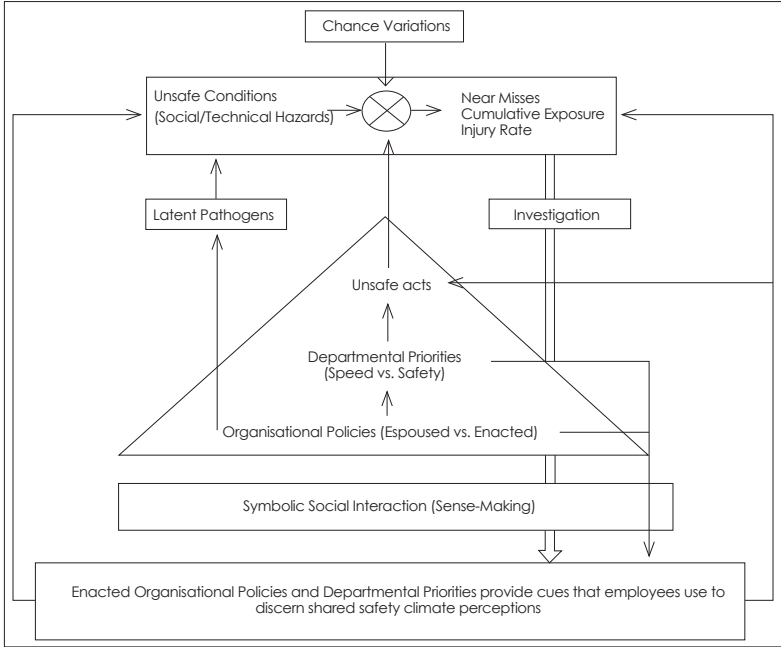 Chance Variations
Unsafe Conditions
(Social/Technical Hazards)
Near Misses
Cumulative Exposure
Injury Rate
Latent Pathogens
Investigation
Unsafe acts
Departmental Priorities
(Speed vs. Safety)
Organisational Policies (Espoused vs. Enacted)
Symbolic Social Interaction (Sense-Making)
Enacted Organisational Policies and Departmental Priorities provide cues that employees use to
discern shared safety climate perceptions